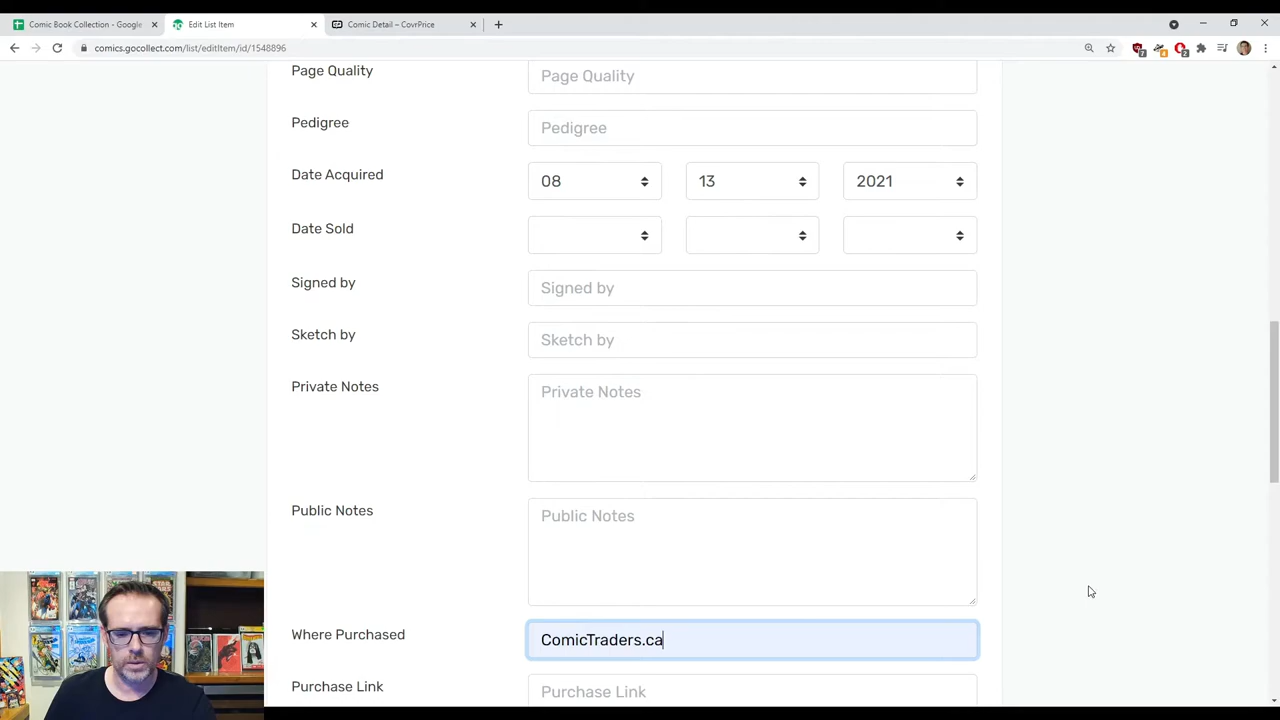 Comic Book Collection - Google
Edit List Item
Comic Detail – CovrPrice
comics.gocollect.com/list/editItem/id/1548896
Page Quality
Page Quality
Pedigree
Pedigree
Date Acquired
08
13
2021
Date Sold
Signed by
Signed by
Sketch by
Sketch by
Private Notes
Private Notes
Public Notes
Public Notes
Where Purchased
ComicTraders.ca
Purchase Link
Purchase Link